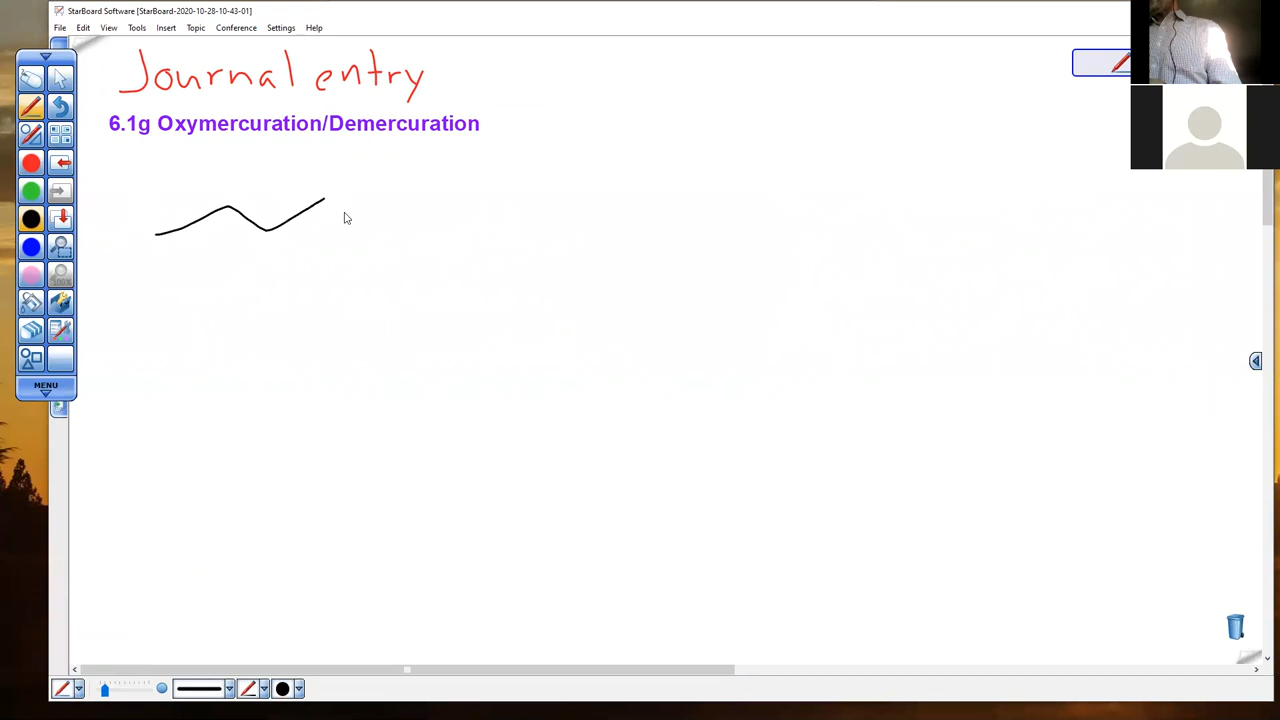 StarBoard Software [StarBoard-2020-10-28-10-43-01]
File Edit View Tools Insert Topic Conference Settings Help
Journal entry
6.1g Oxymercuration/Demercuration
100%
MENU